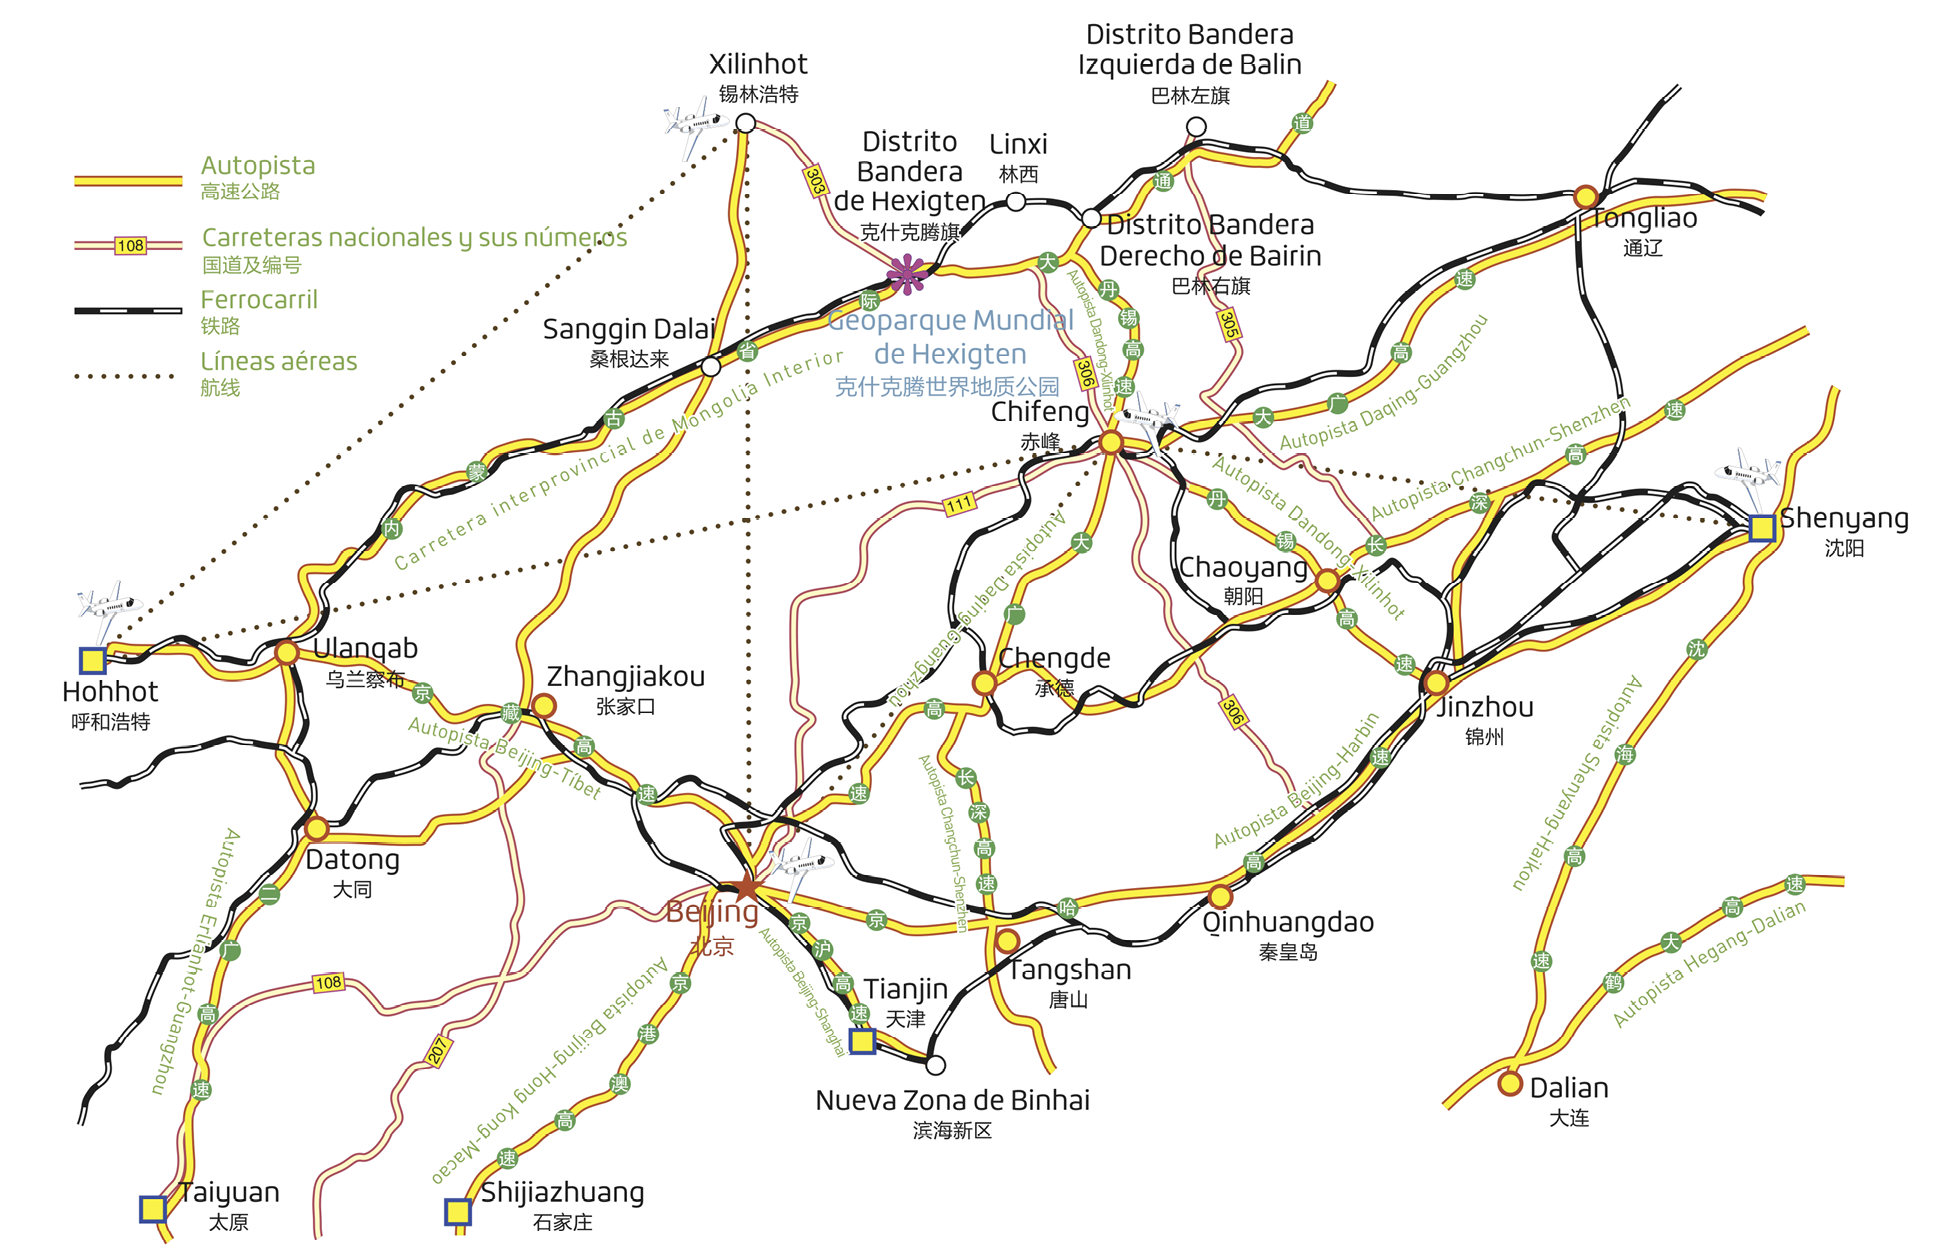 Autopista
高速公路
108
Carreteras nacionales y sus números
国道及编号
Ferrocarril
铁路
Líneas aéreas
航线
Xilinhot
锡林浩特
303
Distrito
Bandera
de Hexigten
克什克腾旗
Linxi
林西
Distrito Bandera
Izquierda de Balin
巴林左旗
道
通
Distrito Bandera
Derecho de Bairin
巴林右旗
305
Tongliao
通辽
Geoparque Mundial
de Hexigten
克什克腾世界地质公园
Sanggin Dalai
桑根达来
Carretera interprovincial de Mongolia Interior
内
蒙
古
省
际
大
Autopista Dandong-Xilinhot
丹
锡
高
速
306
Chifeng
赤峰
大
广
高
速
Autopista Daqing-Guangzhou
Autopista Changchun-Shenzhen
长
深
高
速
Autopista Dandong-Xilinhot
丹
锡
高
速
Shenyang
沈阳
111
Autopista Daqing-Guangzhou
大
广
高
速
Chaoyang
朝阳
Hohhot
呼和浩特
Ulanqab
乌兰察布
Zhangjiakou
张家口
京
藏
高
速
Autopista Beijing-Tíbet
Chengde
承德
306
Jinzhou
锦州
Autopista Beijing-Harbin
京
哈
高
速
Autopista Changchun-Shenzhen
长
深
高
速
Autopista Shenyang-Haikou
沈
海
高
速
Datong
大同
Autopista Erlianhot-Guangzhou
二
广
高
速
Beijing
北京
京
沪
高
速
Autopista Beijing-Shanghai
Qinhuangdao
秦皇岛
Tangshan
唐山
Tianjin
天津
Nueva Zona de Binhai
滨海新区
108
207
Autopista Beijing-Hong Kong-Macao
京
港
澳
高
速
Autopista Hegang-Dalian
鹤
大
高
速
Dalian
大连
Taiyuan
太原
Shijiazhuang
石家庄